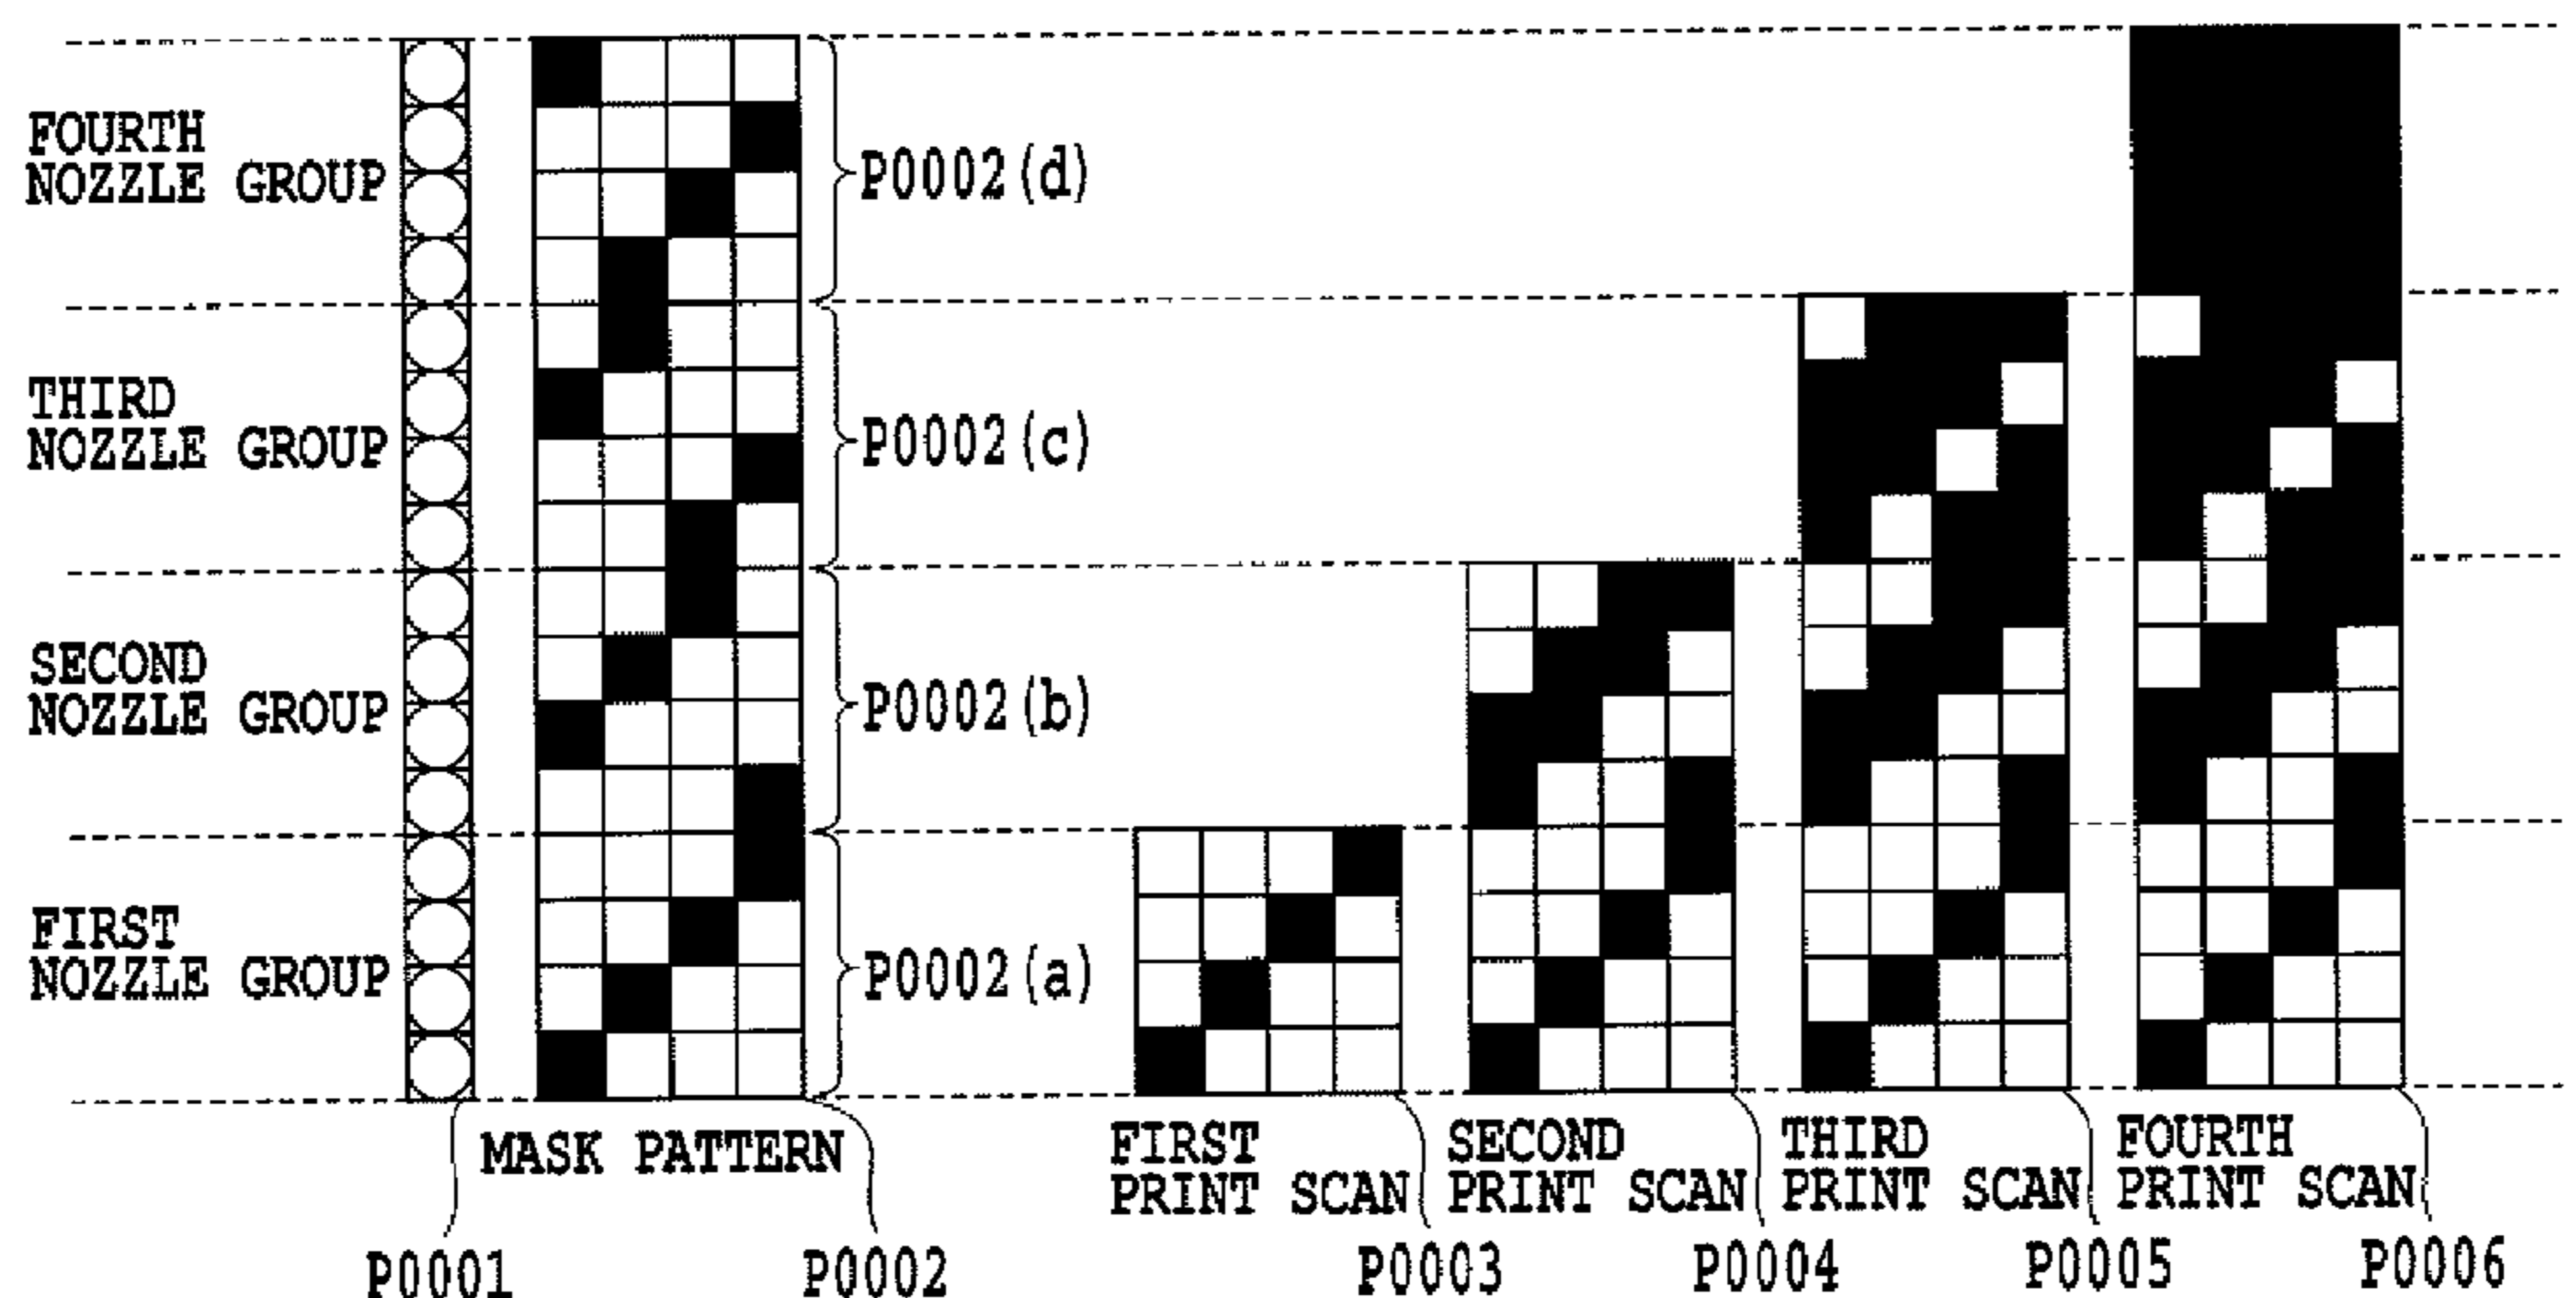 FOURTH
NOZZLE GROUP
P0002(d)
THIRD
NOZZLE GROUP
P0002(c)
SECOND
NOZZLE GROUP
P0002(b)
FIRST
NOZZLE GROUP
P0002(a)
MASK PATTERN
FIRST
PRINT SCAN
SECOND
PRINT SCAN
THIRD
PRINT SCAN
FOURTH
PRINT SCAN
P0001
P0002
P0003
P0004
P0005
P0006